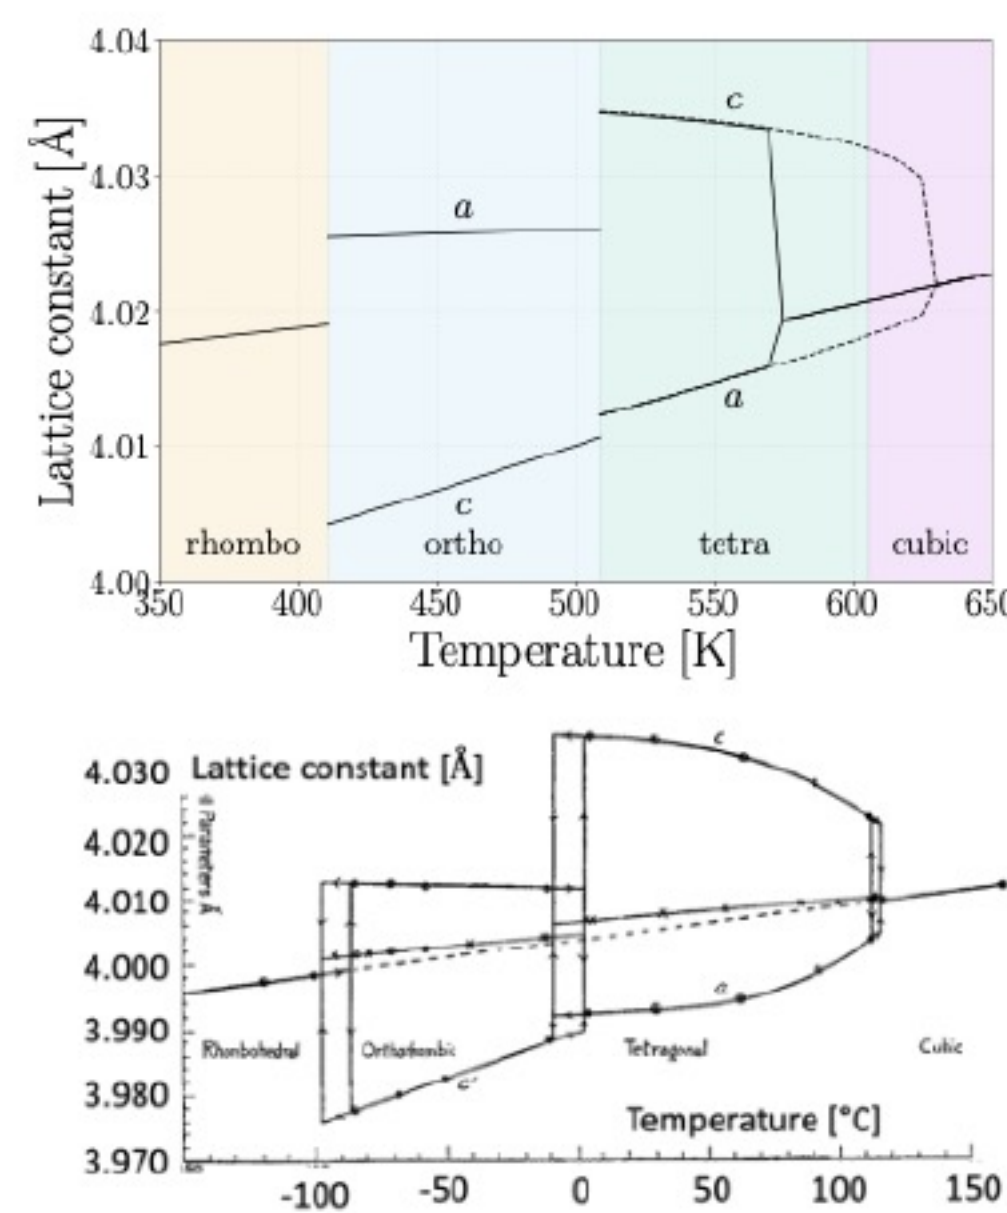 4.04
4.03
4.02
4.01
4.00
Lattice constant [Å]
c
a
a
c
rhombo
ortho
tetra
cubic
350
400
450
500
550
600
650
Temperature [K]
Lattice constant [Å]
4.030
4.020
4.010
4.000
3.990
3.980
3.970
Parameters Å
c
a
c'
Rhombohedral
Orthorhombic
Tetragonal
Cubic
Temperature [°C]
-100
-50
0
50
100
150